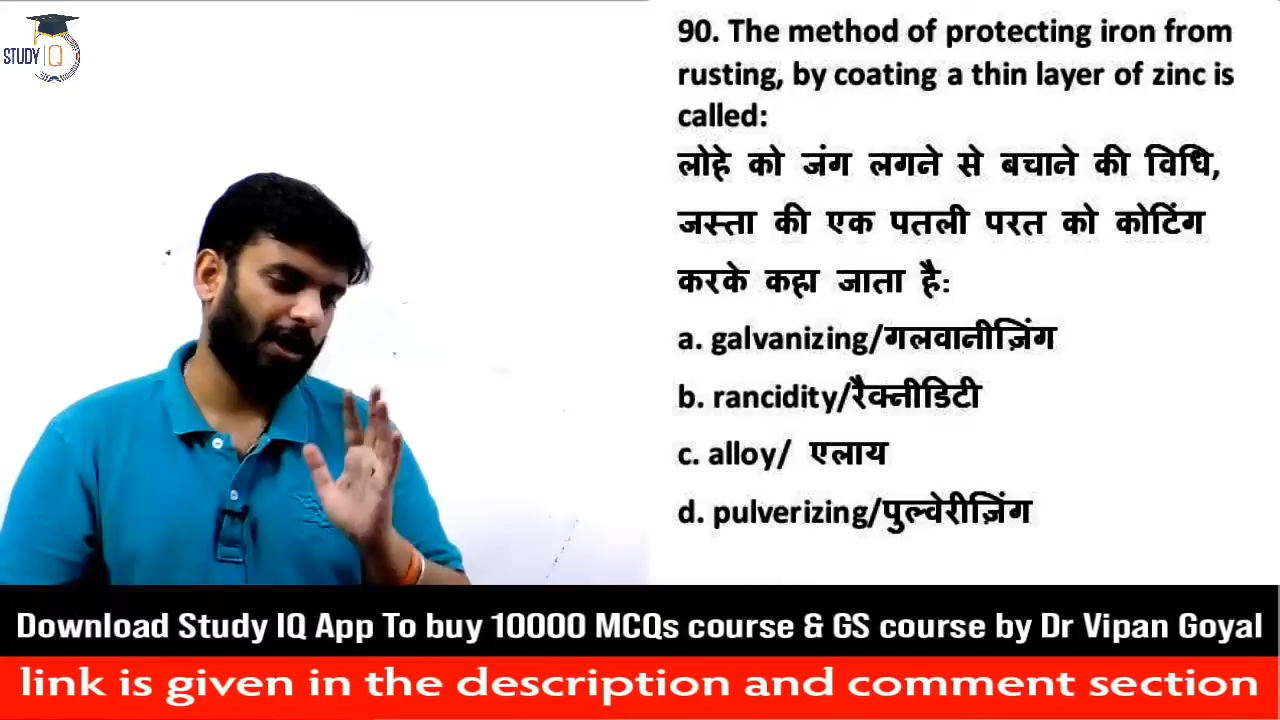 STUDY IQ
90. The method of protecting iron from
rusting, by coating a thin layer of zinc is
called:
लोहे को जंग लगने से बचाने की विधि,
जस्ता की एक पतली परत को कोटिंग
करके कहा जाता है:
a. galvanizing/गलवानीज़िंग
b. rancidity/रैक्नीडिटी
c. alloy/ एलाय
d. pulverizing/पुल्वेरीज़िंग
Download Study IQ App To buy 10000 MCQs course & GS course by Dr Vipan Goyal
link is given in the description and comment section